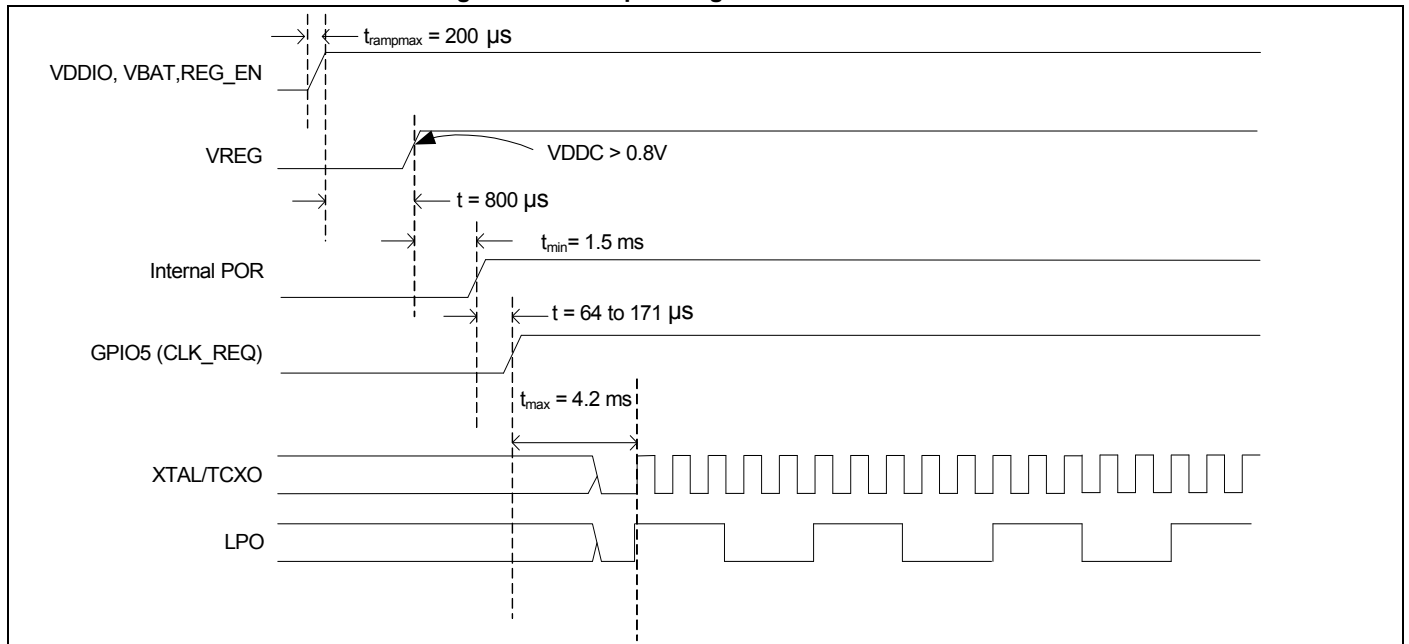 t_rampmax = 200 µs
VDDIO, VBAT,REG_EN
VREG
VDDC > 0.8V
t = 800 µs
t_min= 1.5 ms
Internal POR
t = 64 to 171 µs
GPIO5 (CLK_REQ)
t_max = 4.2 ms
XTAL/TCXO
LPO